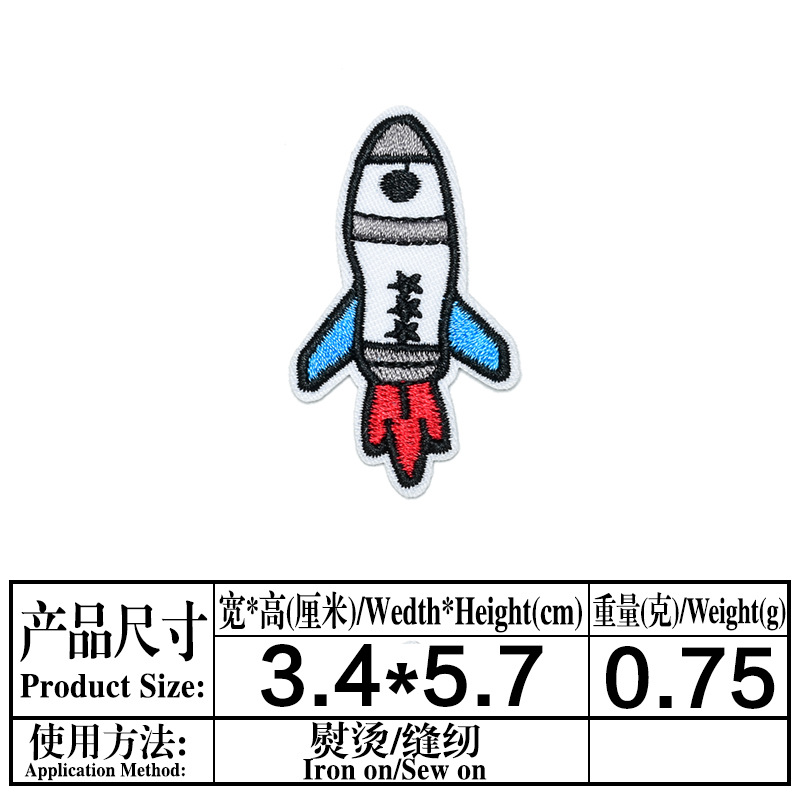 产品尺寸
Product Size:
宽*高(厘米)/Wedth*Height(cm)
重量(克)/Weight(g)
3.4*5.7
0.75
使用方法:
Application Method:
熨烫/缝纫
Iron on/Sew on